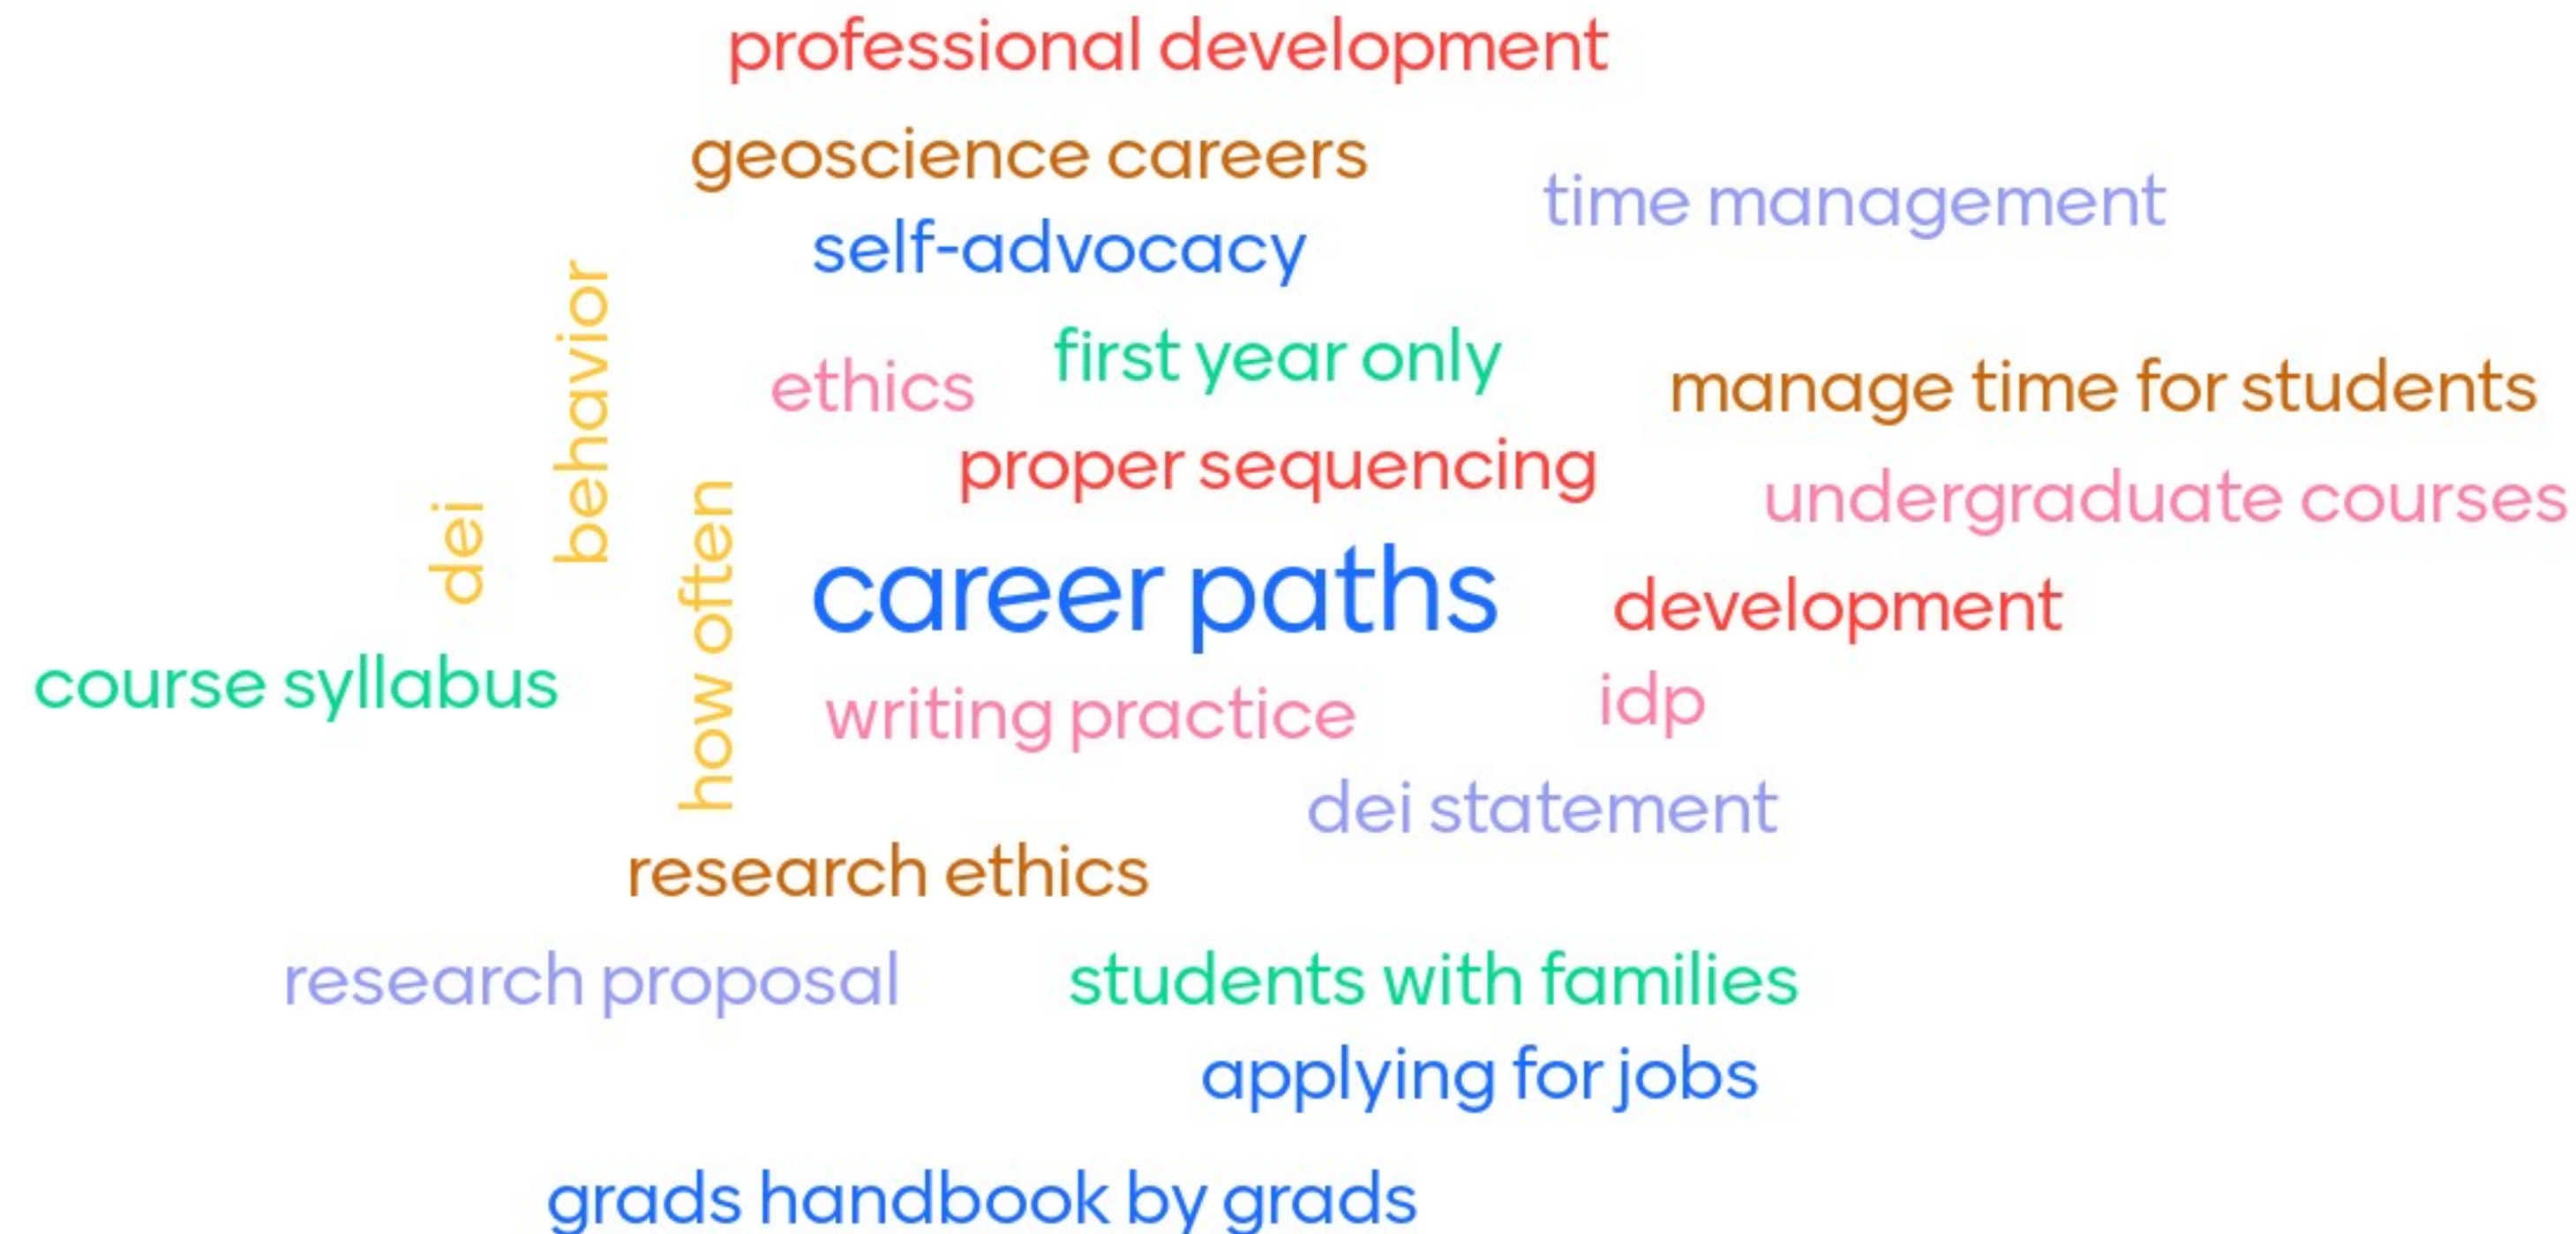 professional development
geoscience careers
time management
self-advocacy
behavior
first year only
ethics
manage time for students
proper sequencing
undergraduate courses
dei
how often
career paths
development
course syllabus
writing practice
idp
dei statement
research ethics
research proposal
students with families
applying for jobs
grads handbook by grads